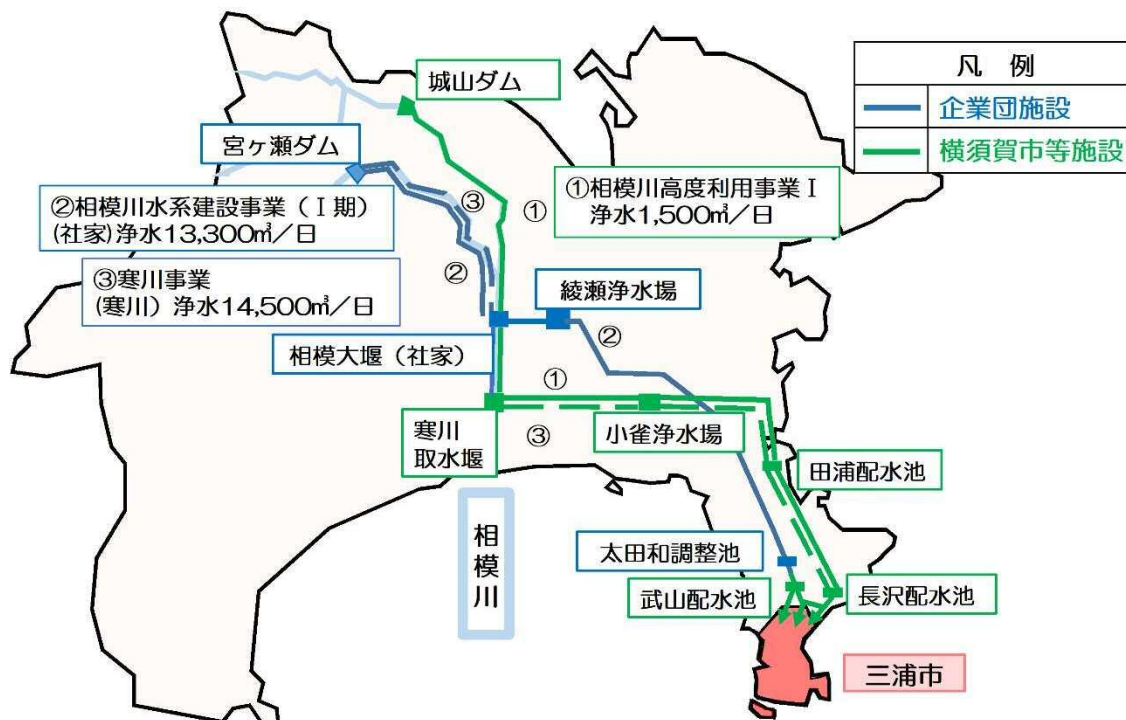 凡 例
企業団施設
横須賀市等施設
城山ダム
宮ヶ瀬ダム
①相模川高度利用事業Ⅰ
浄水1,500㎥/日
②相模川水系建設事業(Ⅰ期)
(社家)浄水13,300㎥/日
③寒川事業
(寒川)浄水14,500㎥/日
③
①
②
綾瀬浄水場
相模大堰(社家)
②
①
寒川
取水堰
③
小雀浄水場
田浦配水池
相模川
太田和調整池
武山配水池
長沢配水池
三浦市